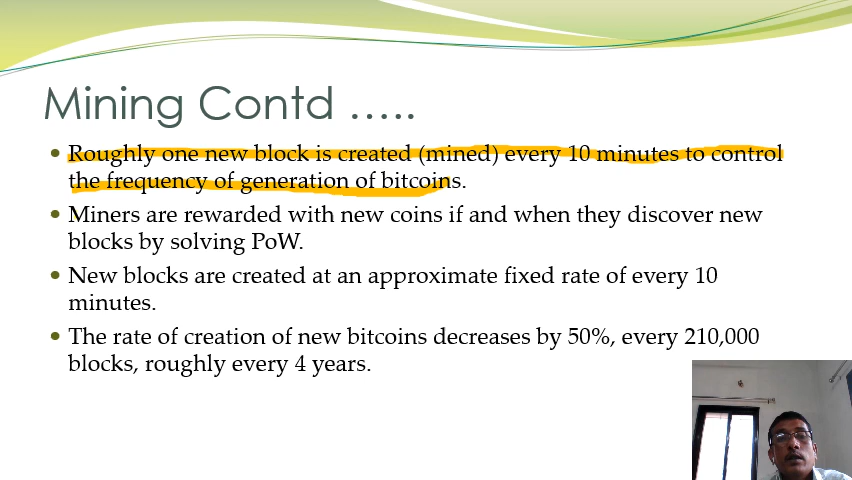 Mining Contd .....
• Roughly one new block is created (mined) every 10 minutes to control
the frequency of generation of bitcoins.
• Miners are rewarded with new coins if and when they discover new
blocks by solving PoW.
• New blocks are created at an approximate fixed rate of every 10
minutes.
• The rate of creation of new bitcoins decreases by 50%, every 210,000
blocks, roughly every 4 years.